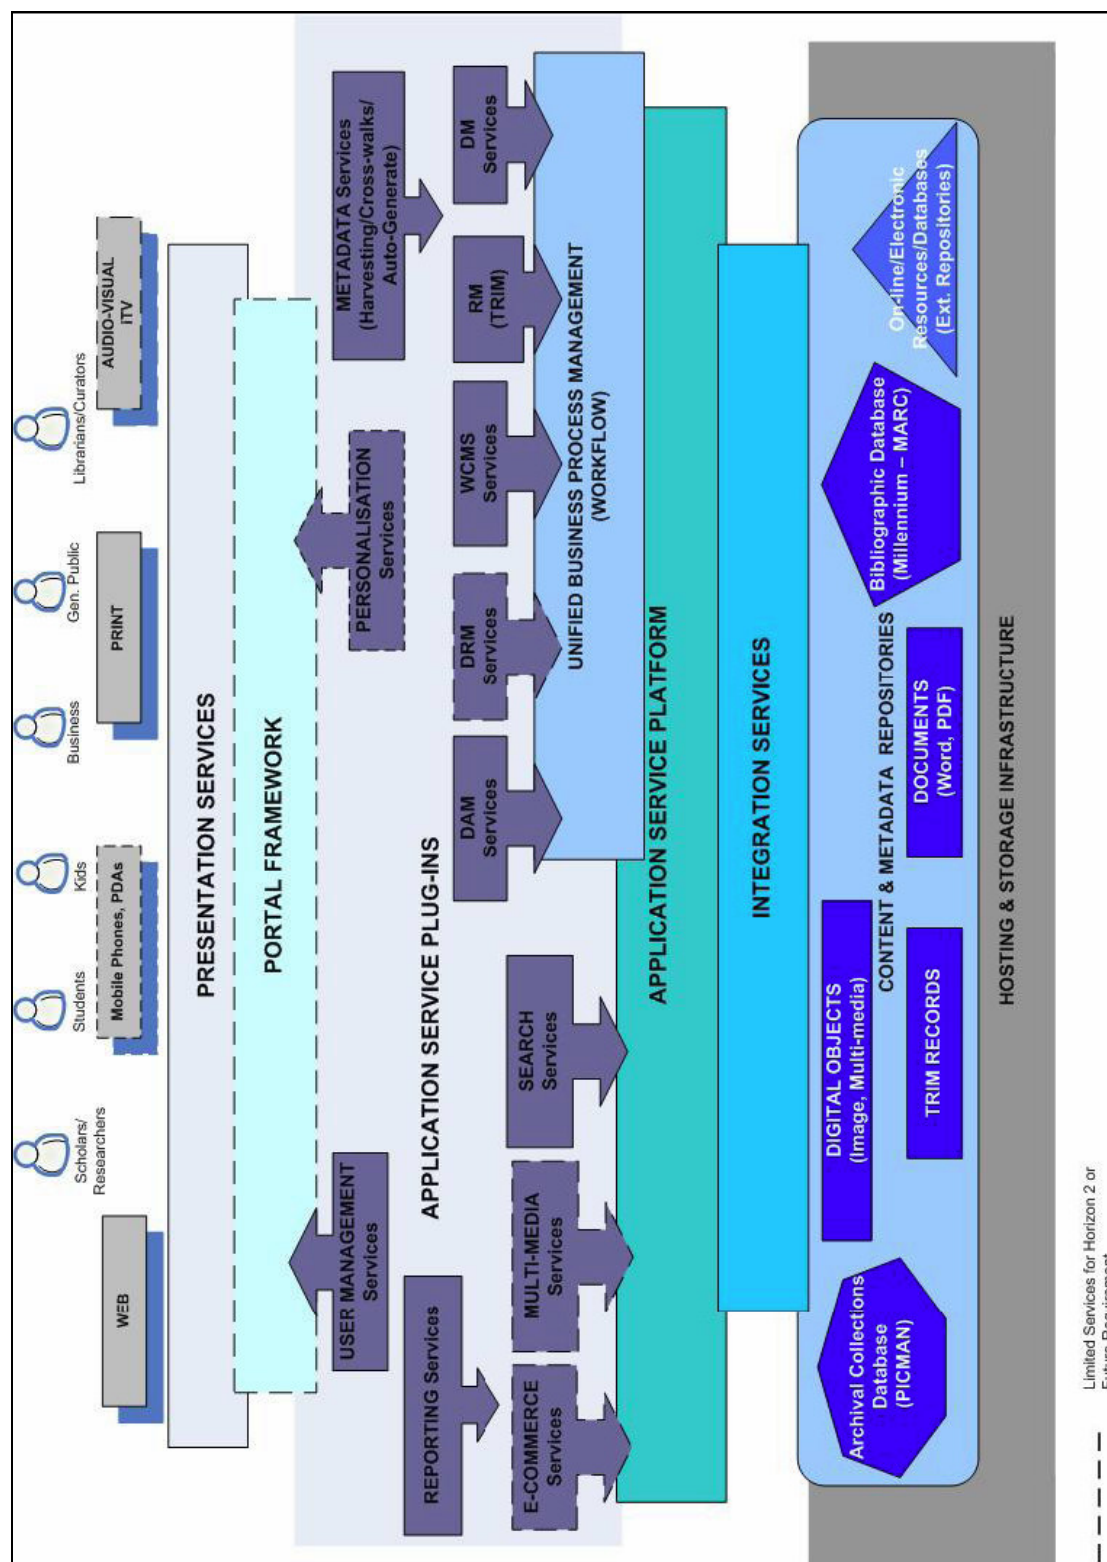 Scholars/
Researchers
Students
Kids
Business
Gen. Public
Librarians/Curators
WEB
Mobile Phones, PDAs
PRINT
AUDIO-VISUAL
iTV
PRESENTATION SERVICES
PORTAL FRAMEWORK
USER MANAGEMENT
Services
PERSONALISATION
Services
METADATA Services
(Harvesting/Cross-walks/
Auto-Generate)
APPLICATION SERVICE PLUG-INS
REPORTING Services
E-COMMERCE
Services
MULTI-MEDIA
Services
SEARCH
Services
DAM
Services
DRM
Services
WCMS
Services
RM
(TRIM)
DM
Services
UNIFIED BUSINESS PROCESS MANAGEMENT
(WORKFLOW)
APPLICATION SERVICE PLATFORM
INTEGRATION SERVICES
Archival Collections
Database
(PICMAN)
DIGITAL OBJECTS
(Image, Multi-media)
CONTENT & METADATA REPOSITORIES
TRIM RECORDS
DOCUMENTS
(Word, PDF)
Bibliographic Database
(Millennium – MARC)
On-line/Electronic
Resources/Databases
(Ext. Repositories)
HOSTING & STORAGE INFRASTRUCTURE
Limited Services for Horizon 2 or
Future Requirement